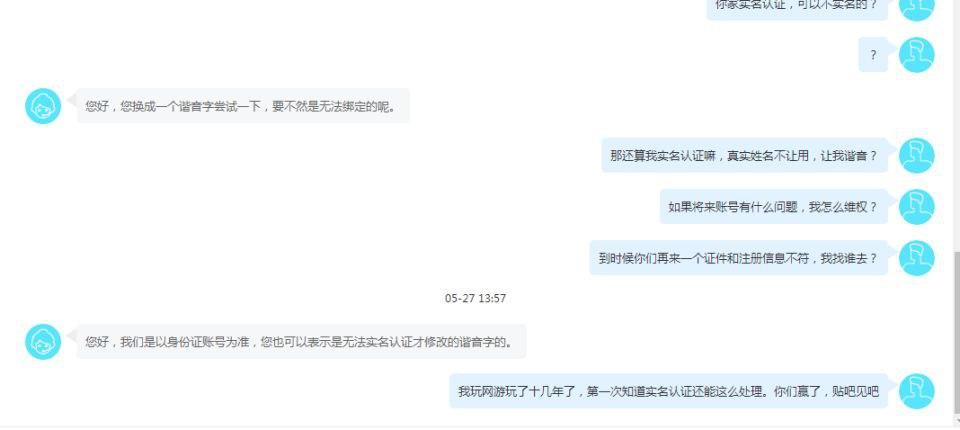 你家实名认证，可以不实名的？
？
您好，您换成一个谐音字尝试一下，要不然是无法绑定的呢。
那还算我实名认证嘛，真实姓名不让用，让我谐音？
如果将来账号有什么问题，我怎么维权？
到时候你们再来一个证件和注册信息不符，我找谁去？
05-27 13:57
您好，我们是以身份证账号为准，您也可以表示是无法实名认证才修改的谐音字的。
我玩网游玩了十几年了，第一次知道实名认证还能这么处理。你们赢了，贴吧见吧